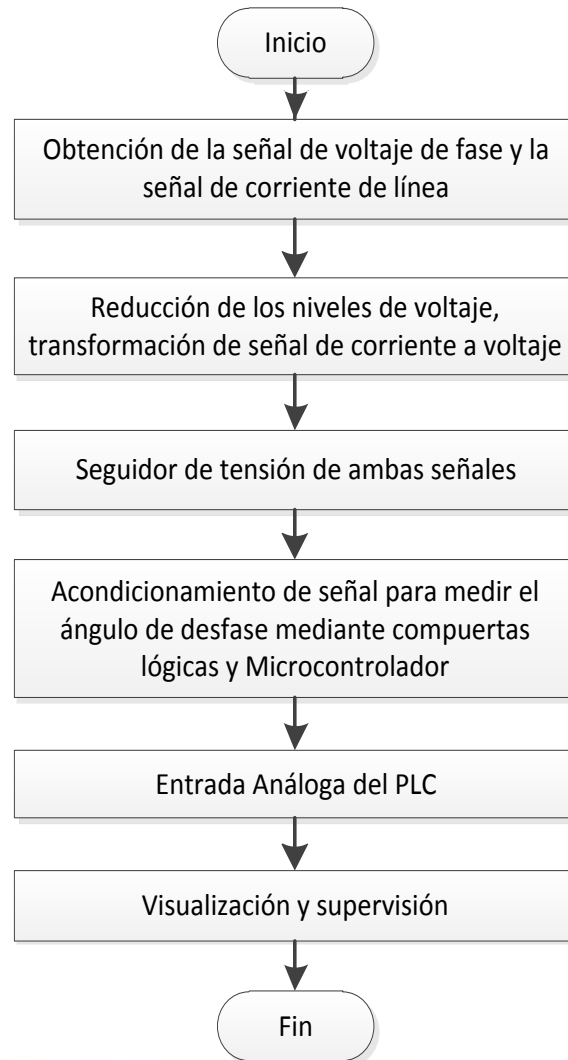 Inicio
Obtención de la señal de voltaje de fase y la
señal de corriente de línea
Reducción de los niveles de voltaje,
transformación de señal de corriente a voltaje
Seguidor de tensión de ambas señales
Acondicionamiento de señal para medir el
ángulo de desfase mediante compuertas
lógicas y Microcontrolador
Entrada Análoga del PLC
Visualización y supervisión
Fin